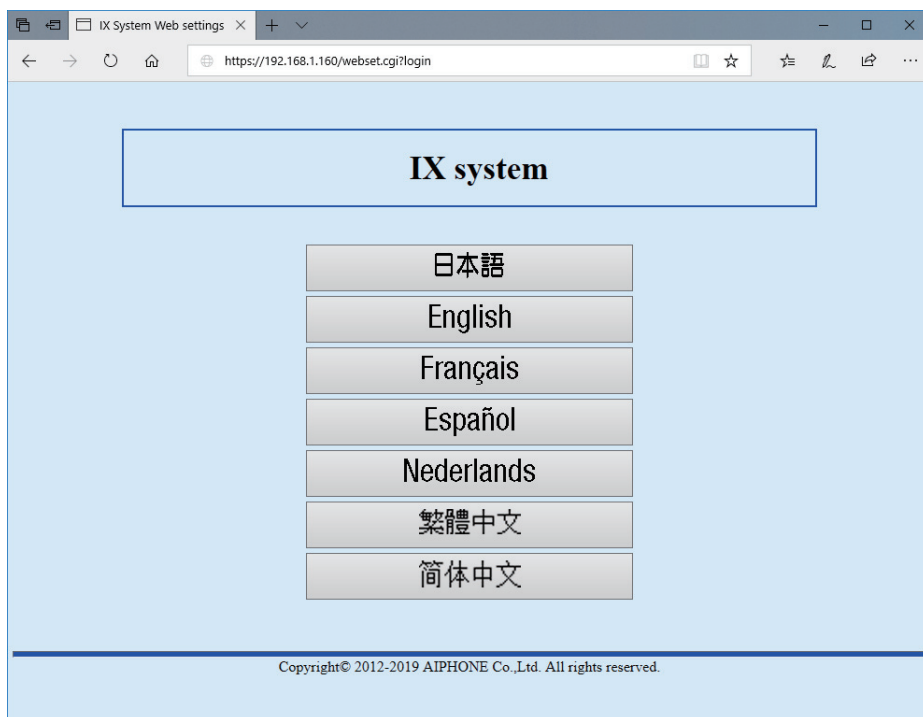 IX System Web settings
https://192.168.1.160/webset.cgi?login
IX system
日本語
English
Français
Español
Nederlands
繁體中文
简体中文
Copyright© 2012-2019 AIPHONE Co.,Ltd. All rights reserved.